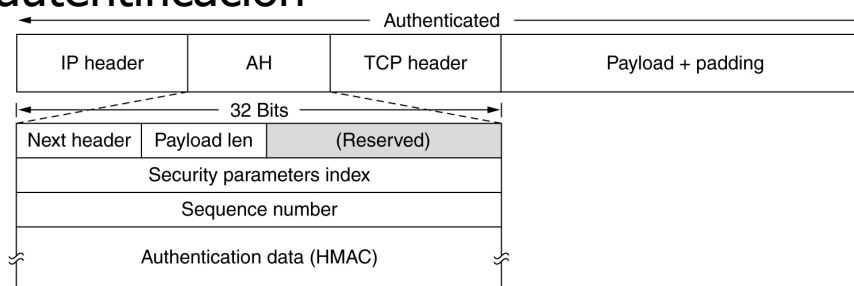 autentificación
Authenticated
IP header AH TCP header Payload + padding
32 Bits
Next header Payload len (Reserved)
Security parameters index
Sequence number
Authentication data (HMAC)